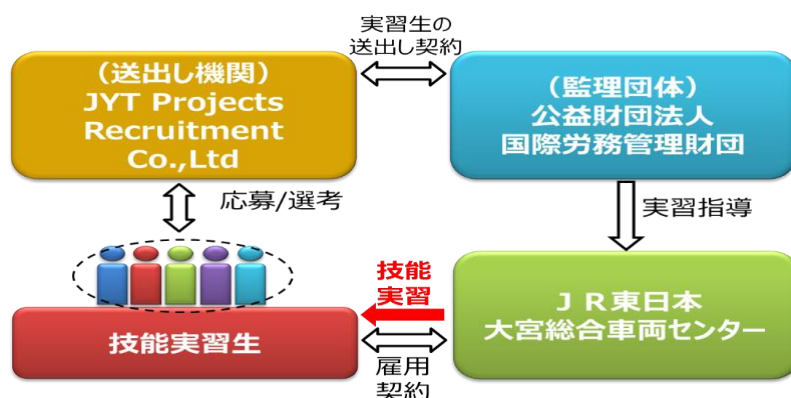 実習生の
送出し契約
（送出し機関）
JYT Projects
Recruitment
Co.,Ltd
（監理団体）
公益財団法人
国際労務管理財団
応募/選考
実習指導
技能
実習
ＪＲ東日本
大宮総合車両センター
技能実習生
雇用
契約